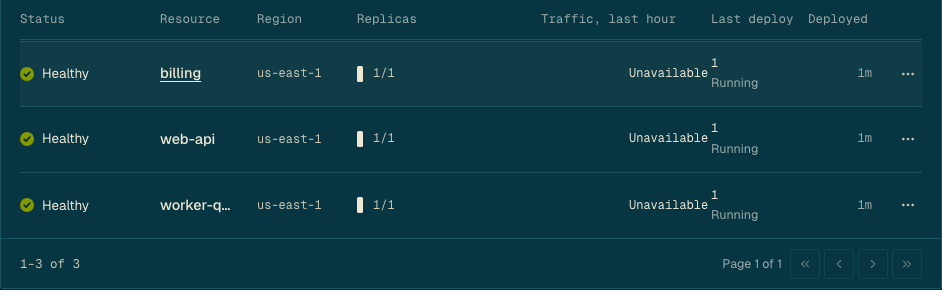 Status Resource Region Replicas Traffic, last hour Last deploy Deployed
Healthy billing us-east-1 1/1 Unavailable 1 Running 1m ...
Healthy web-api us-east-1 1/1 Unavailable 1 Running 1m ...
Healthy worker-q… us-east-1 1/1 Unavailable 1 Running 1m ...
1–3 of 3 Page 1 of 1 « ‹ › »